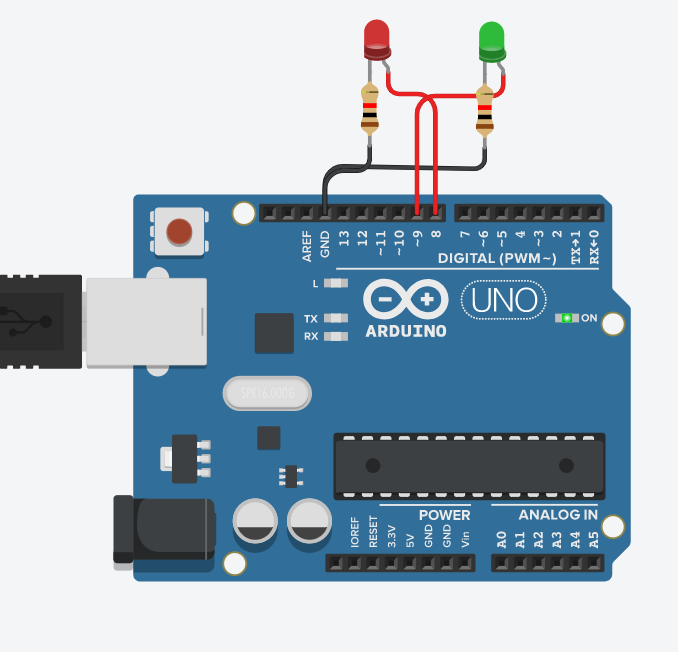 AREF
GND
13
12
~11
~10
~9
8
7
~6
~5
4
~3
2
TX→1
RX←0
DIGITAL (PWM~)
L
TX
RX
ARDUINO
UNO
ON
SPK16.000G
POWER
ANALOG IN
IOREF
RESET
3.3V
5V
GND
GND
Vin
A0
A1
A2
A3
A4
A5